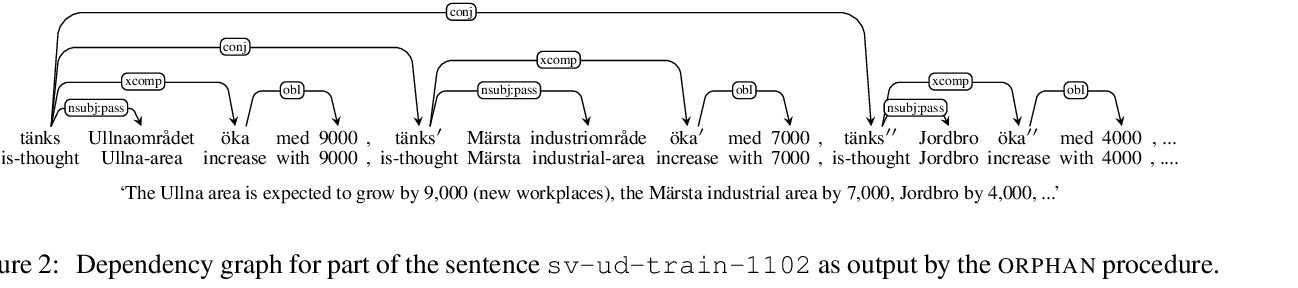 conj
conj
xcomp
xcomp
xcomp
obl
nsubj:pass
obl
obl
nsubj:pass
nsubj:pass
tänks Ullnaområdet öka med 9000 , tänks′ Märsta industriområde öka′ med 7000 , tänks′′ Jordbro öka′′ med 4000 , ...
is-thought Ullna-area increase with 9000 , is-thought Märsta industrial-area increase with 7000 , is-thought Jordbro increase with 4000 , ....
‘The Ullna area is expected to grow by 9,000 (new workplaces), the Märsta industrial area by 7,000, Jordbro by 4,000, ...’
ure 2: Dependency graph for part of the sentence sv-ud-train-1102 as output by the ORPHAN procedure.